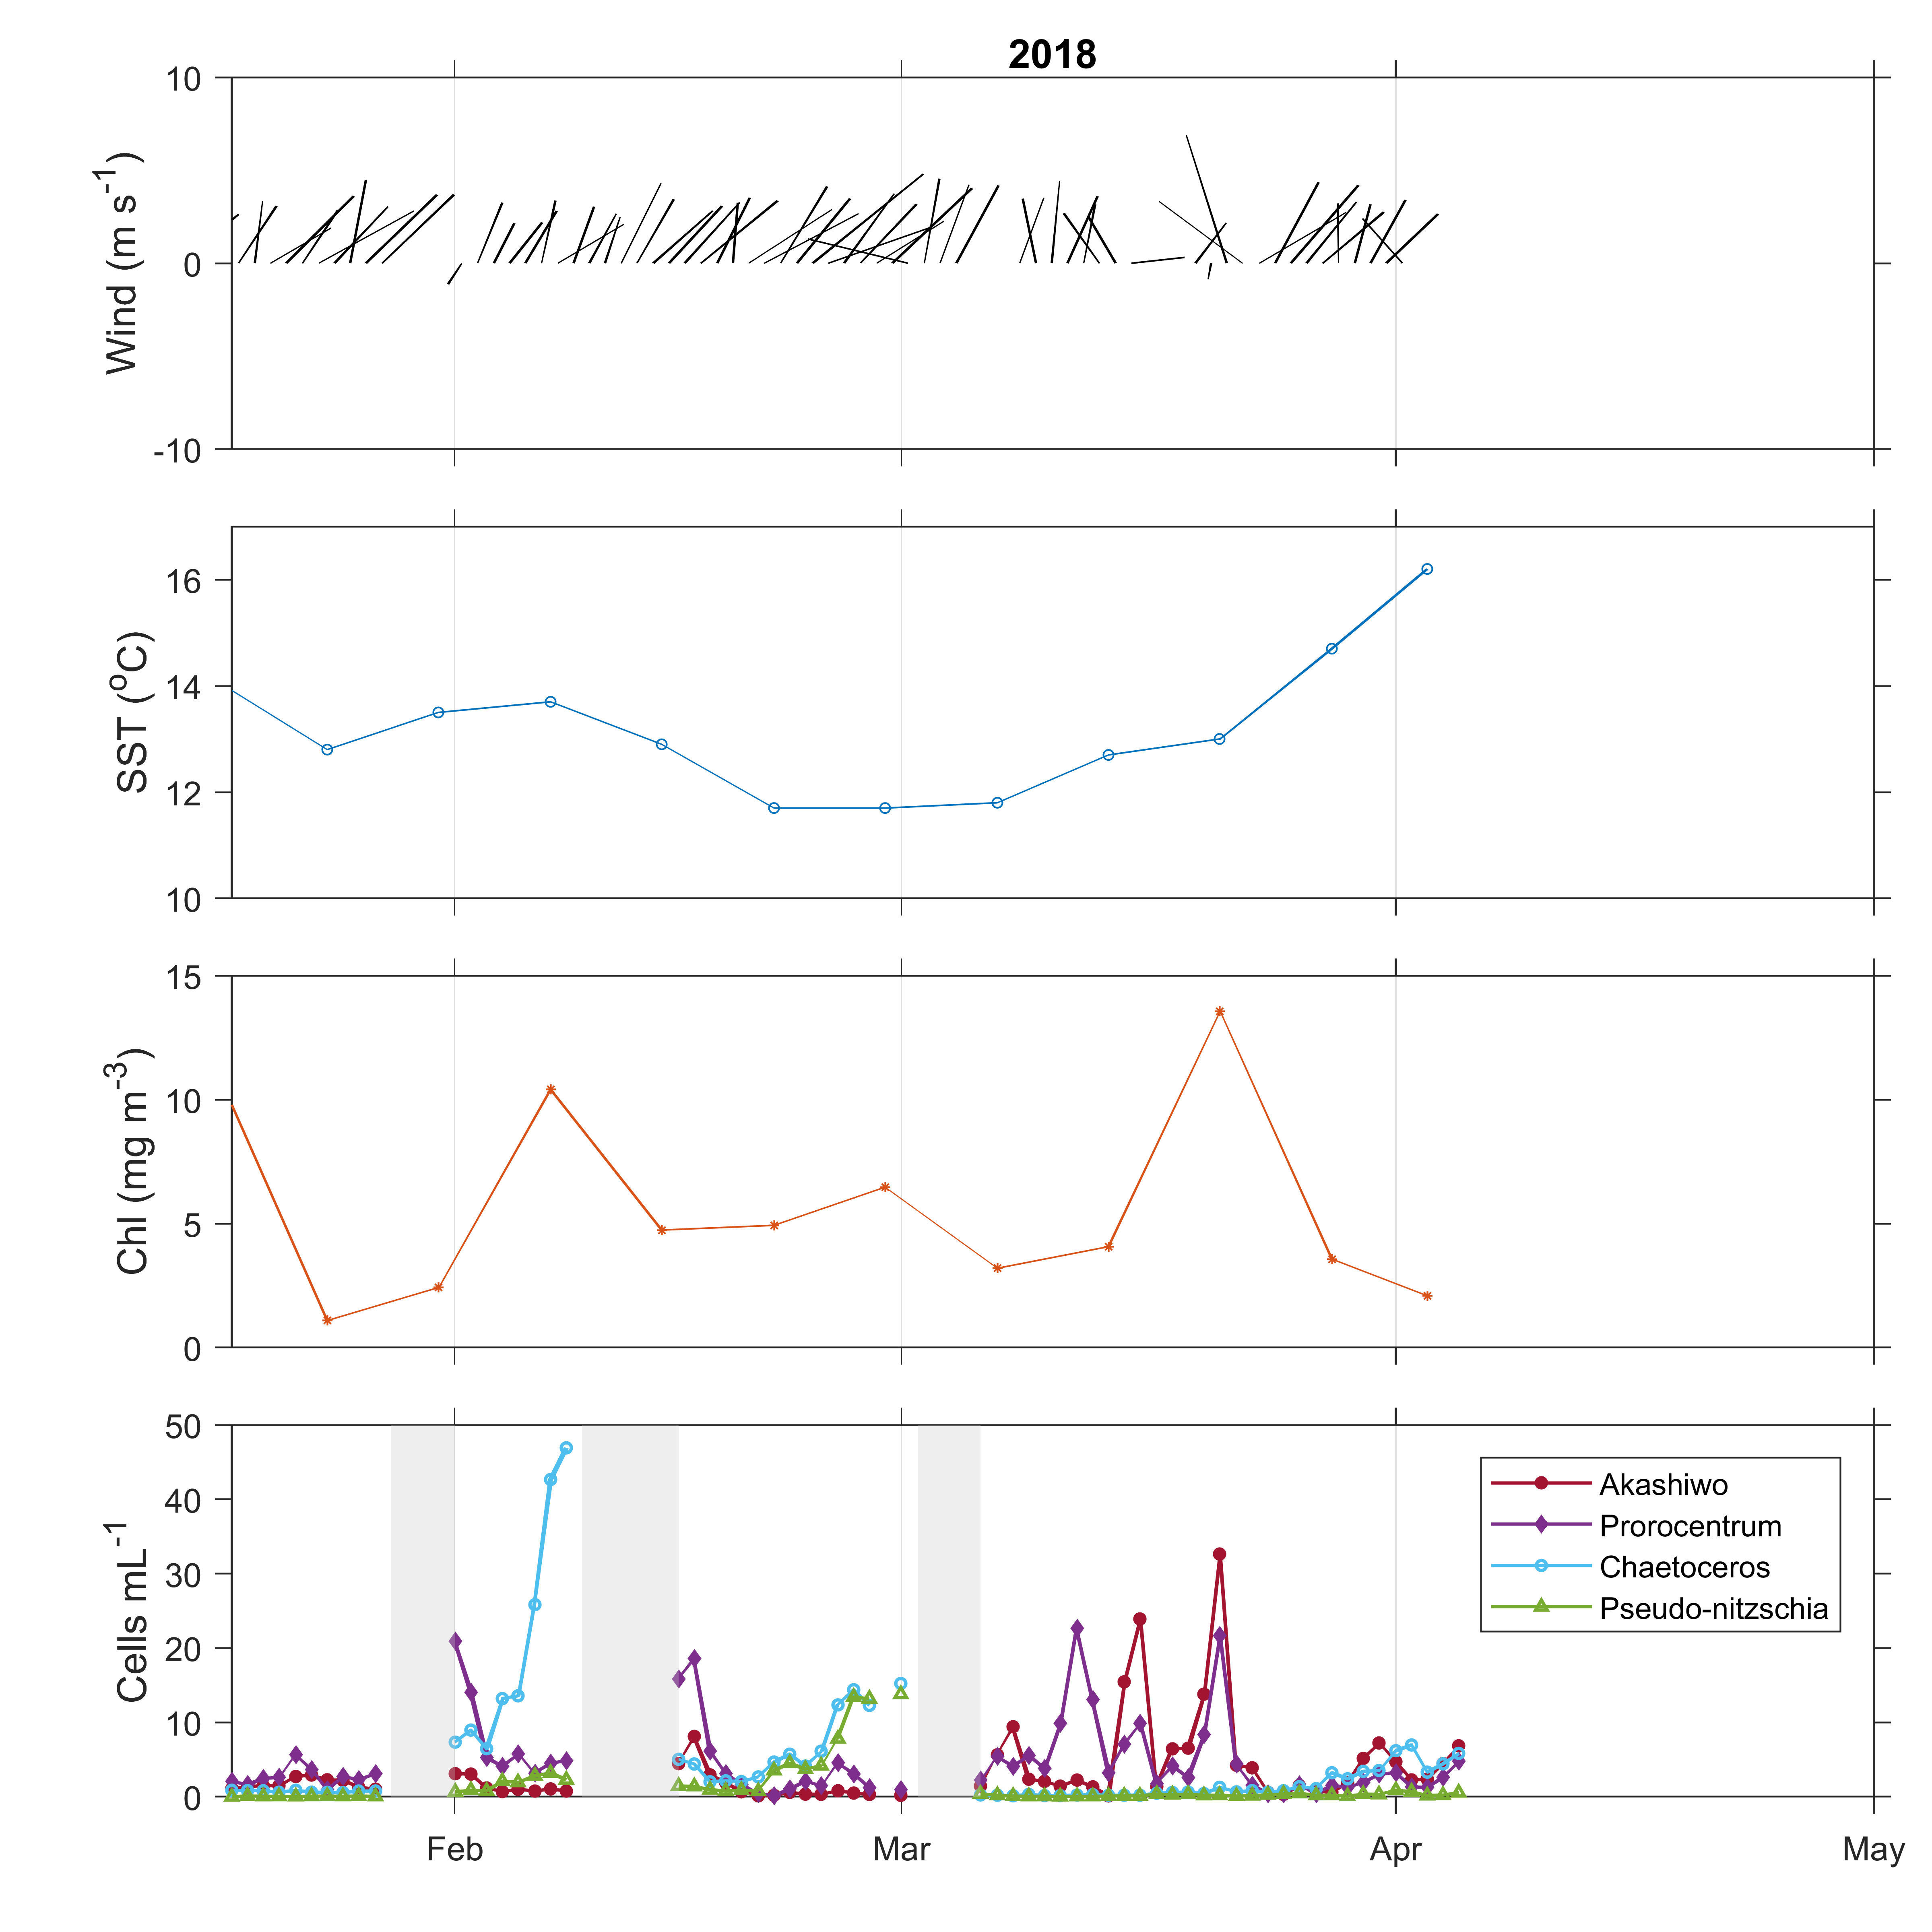 2018
10
0
-10
Wind (m s-1)
16
14
12
10
SST (oC)
15
10
5
0
Chl (mg m-3)
50
40
30
20
10
0
Cells mL-1
Akashiwo
Prorocentrum
Chaetoceros
Pseudo-nitzschia
Feb Mar Apr May